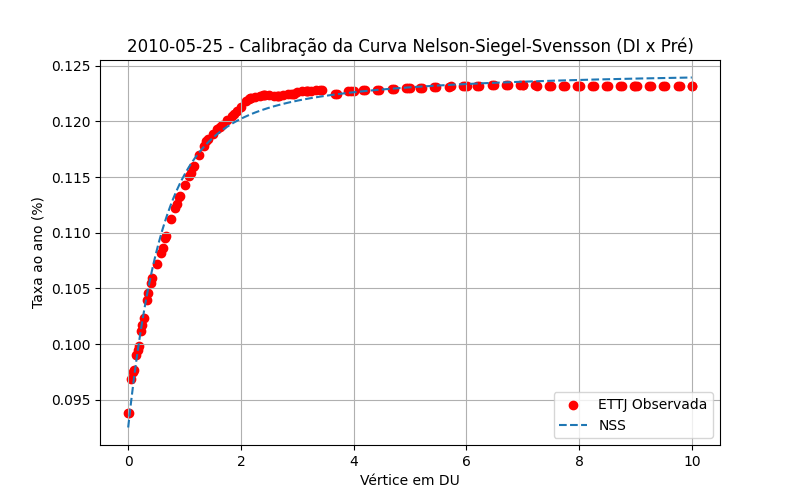 2010-05-25 - Calibração da Curva Nelson-Siegel-Svensson (DI x Pré)
0.125
0.120
0.115
0.110
0.105
0.100
0.095
Taxa ao ano (%)
ETTJ Observada
NSS
0 2 4 6 8 10
Vértice em DU